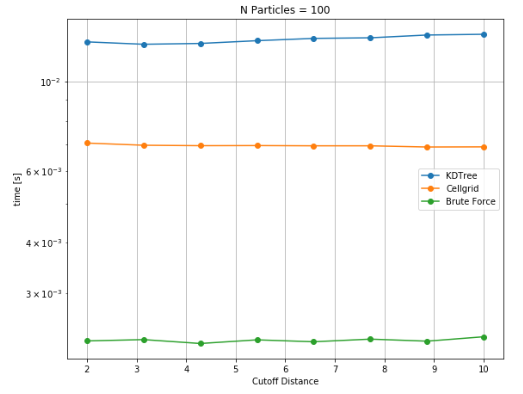 N Particles = 100
10⁻²
6 × 10⁻³
4 × 10⁻³
3 × 10⁻³
time [s]
KDTree
Cellgrid
Brute Force
2 3 4 5 6 7 8 9 10
Cutoff Distance